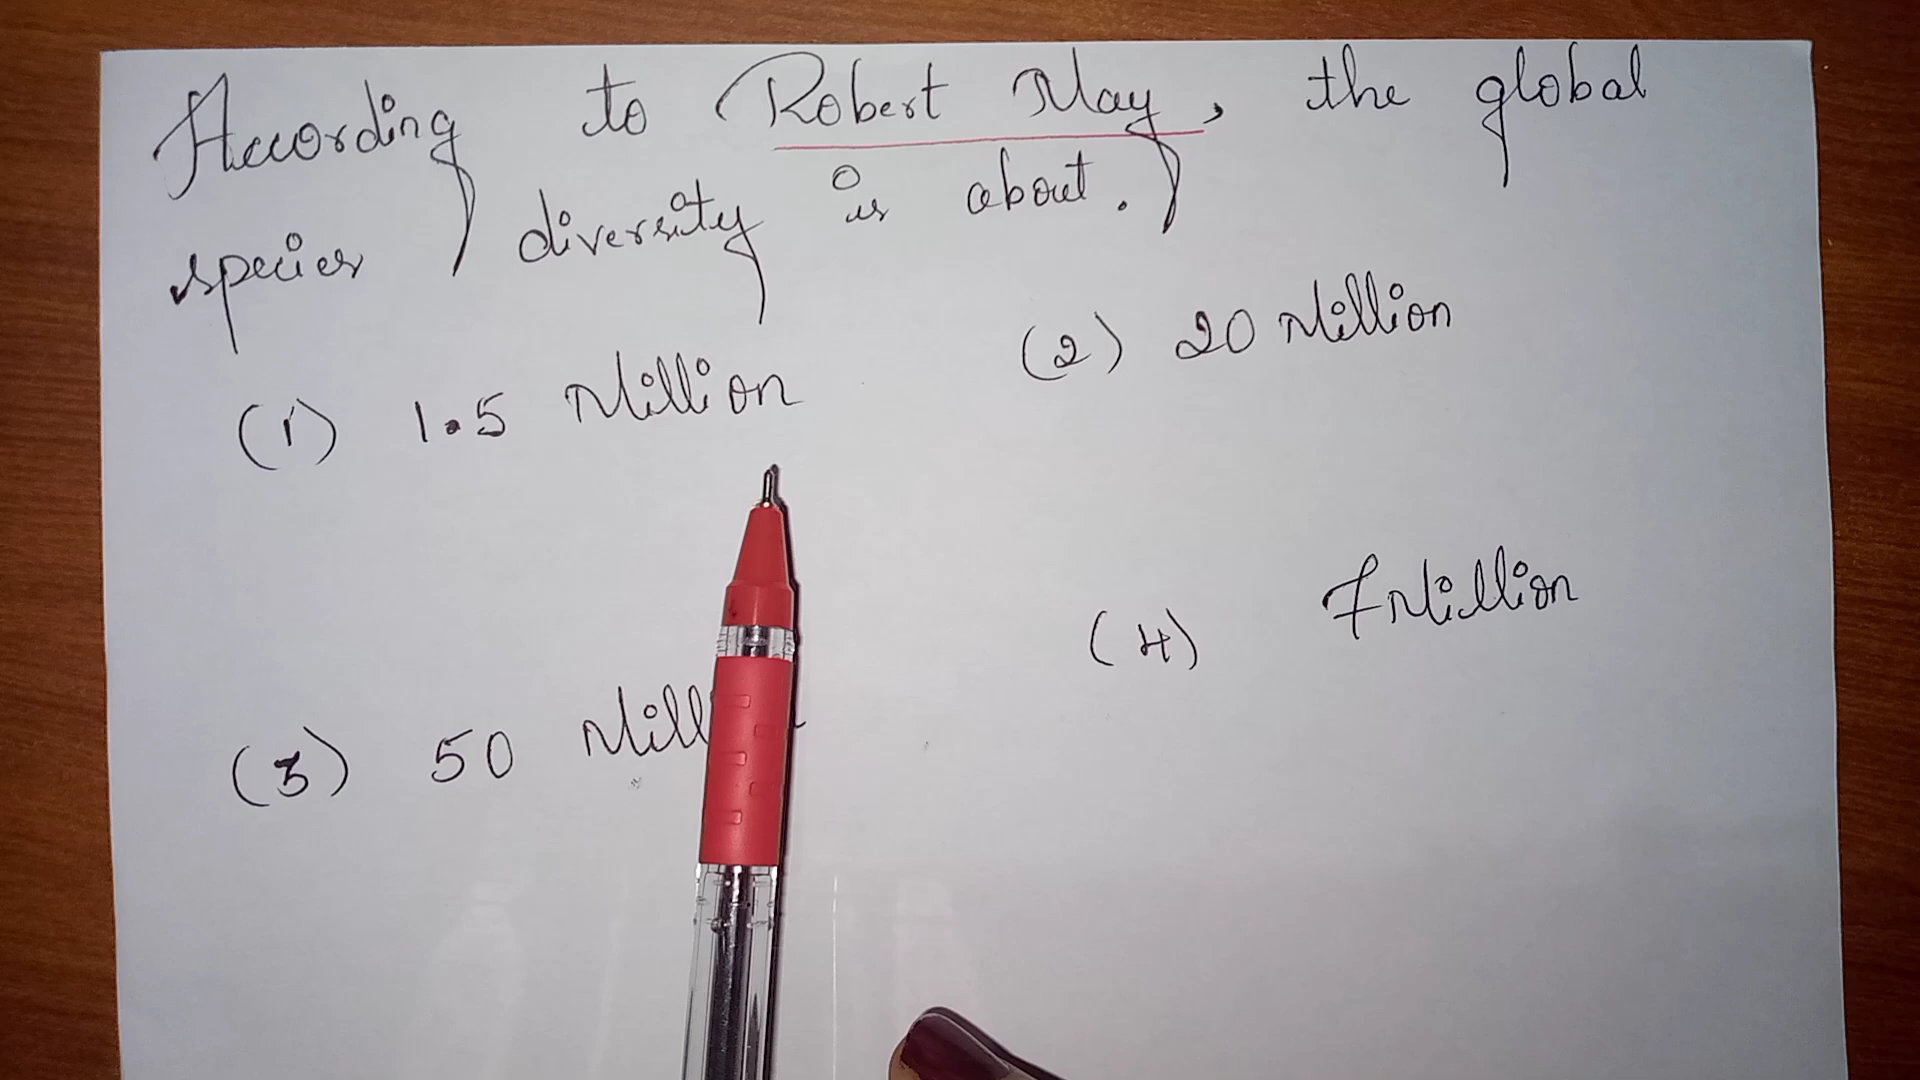 According to Robert May, the global
species diversity is about.
(1) 1.5 Million
(2) 20 Million
(3) 50 Mill
(4) 7 Million